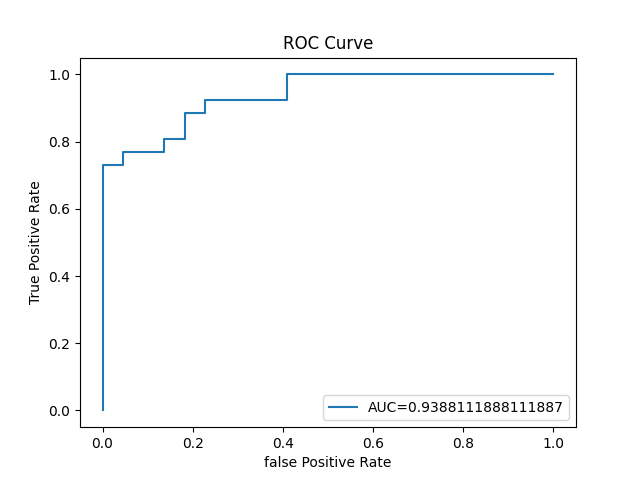 ROC Curve
1.0
0.8
0.6
0.4
0.2
0.0
True Positive Rate
AUC=0.9388111888111887
0.0 0.2 0.4 0.6 0.8 1.0
false Positive Rate